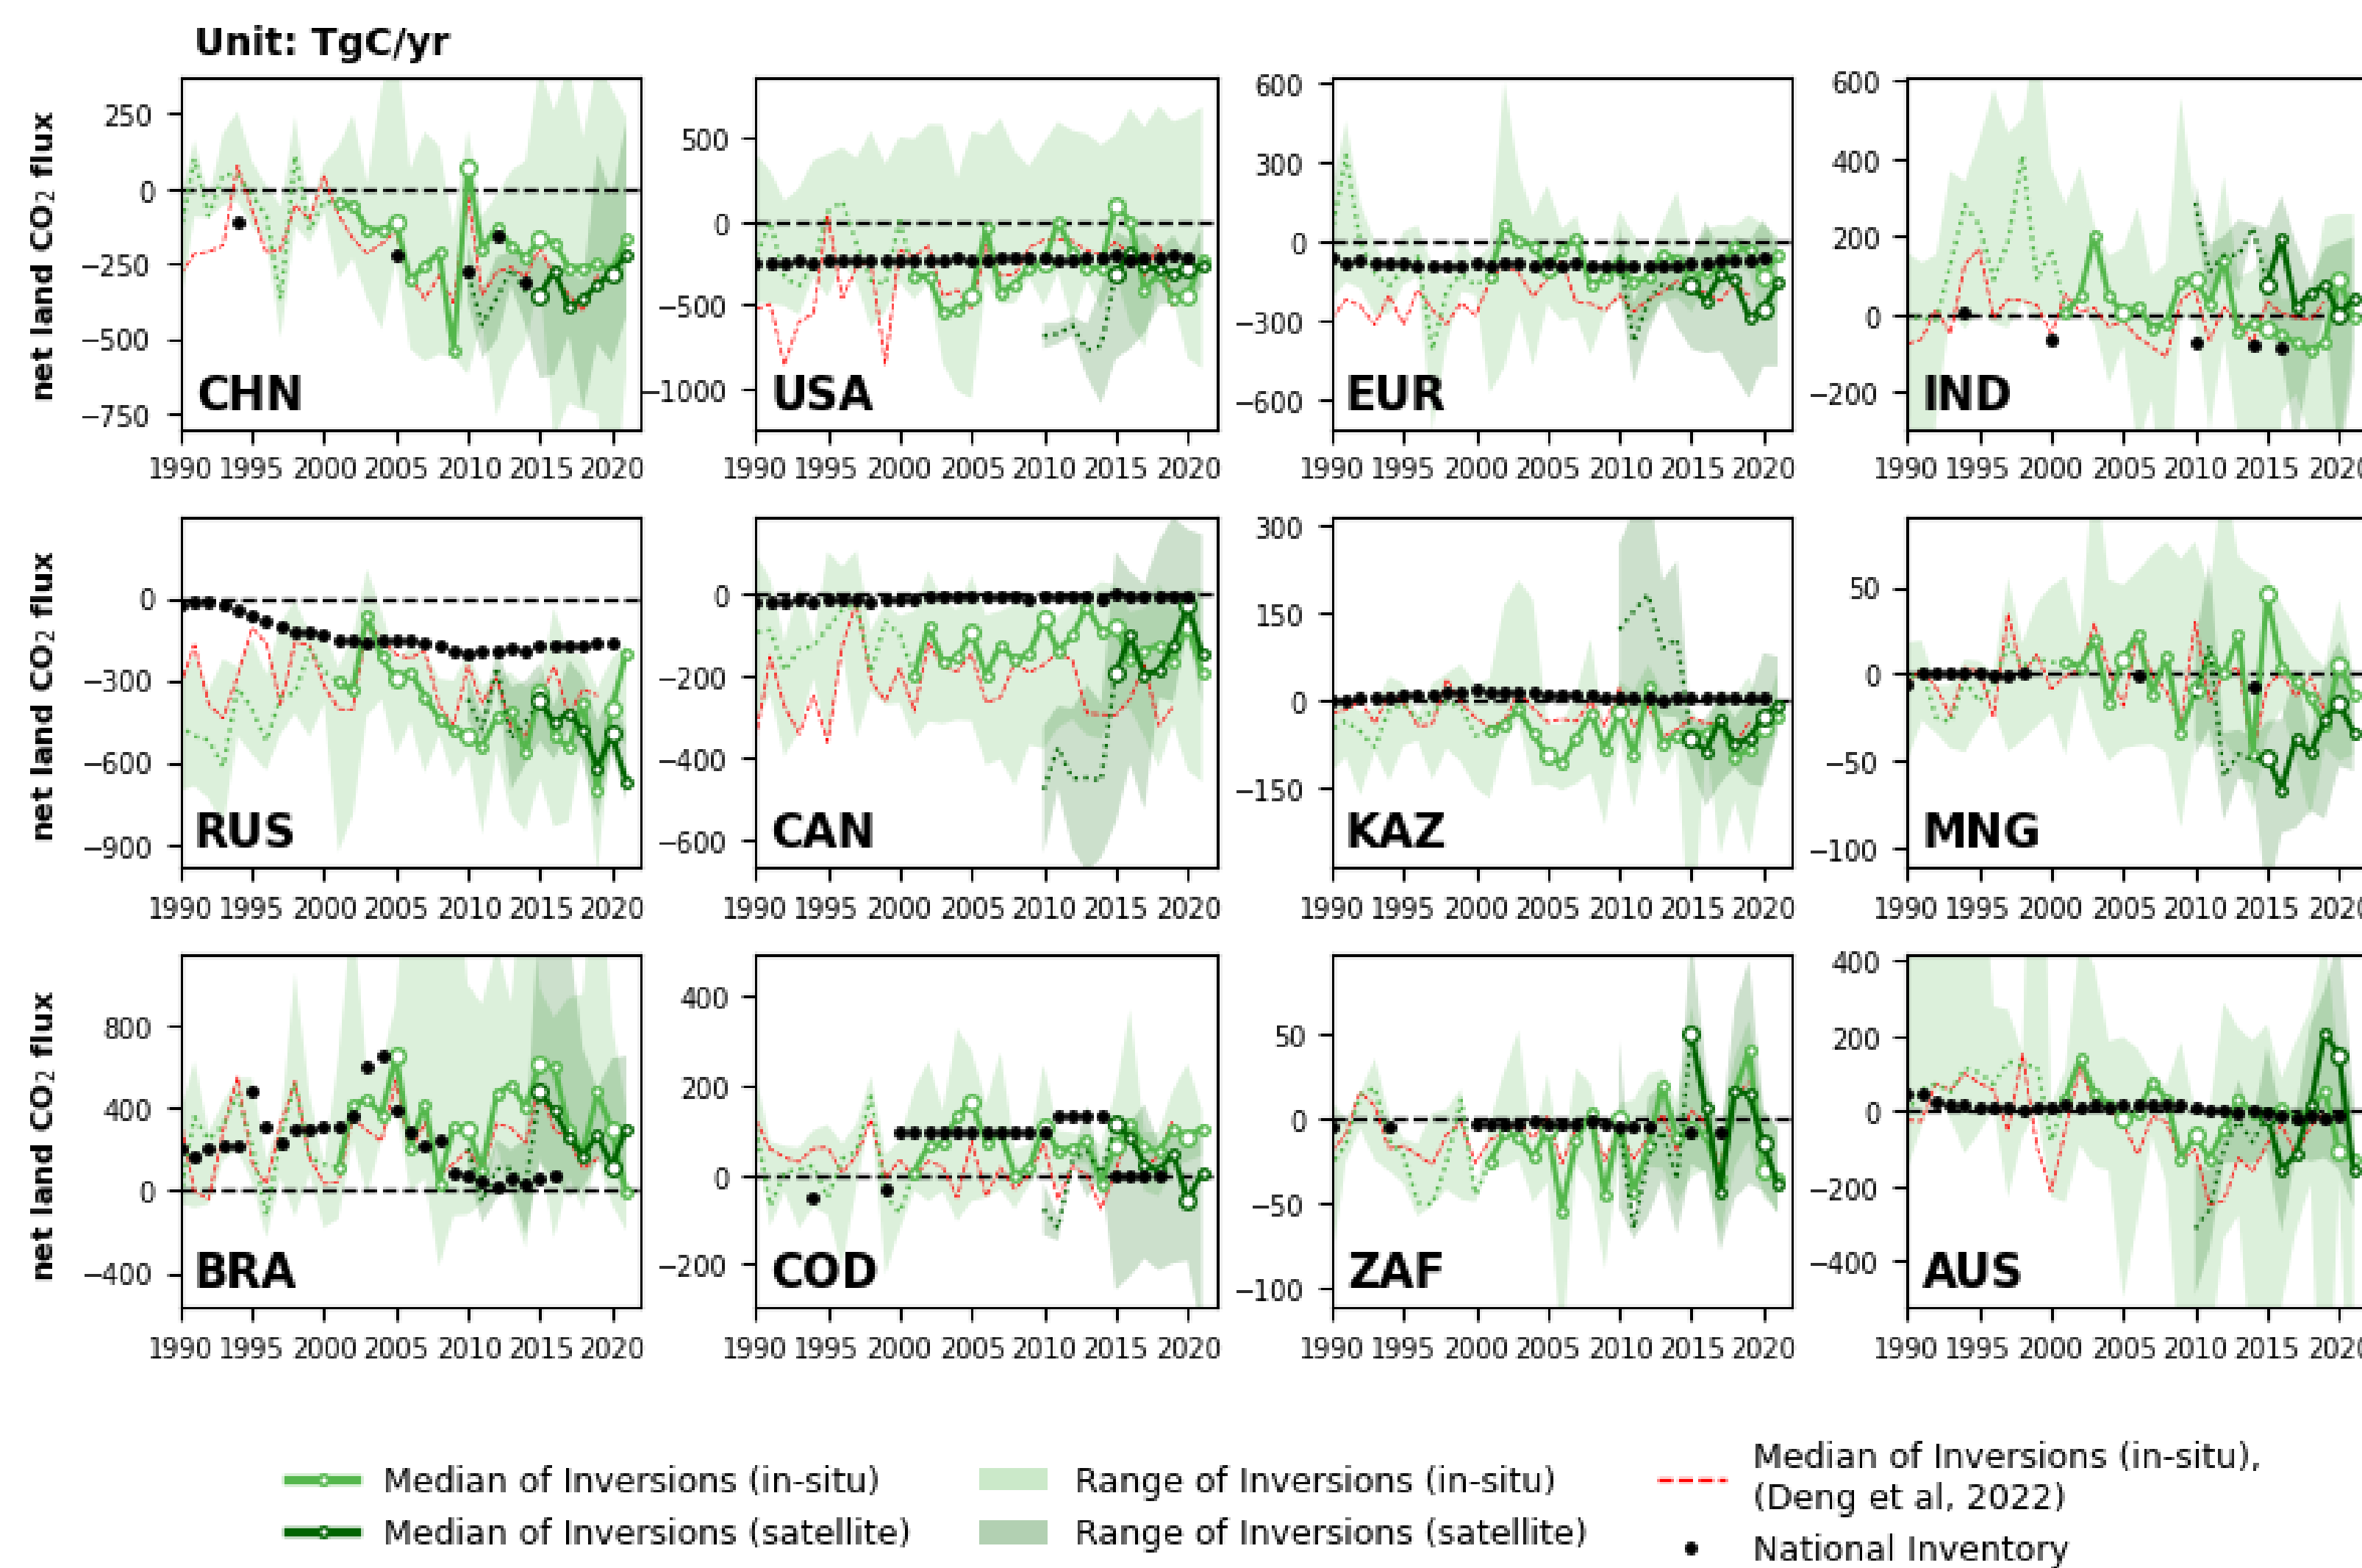 Unit: TgC/yr
net land CO₂ flux
250
0
−250
−500
−750
CHN
1990 1995 2000 2005 2010 2015 2020
500
0
−500
−1000
USA
1990 1995 2000 2005 2010 2015 2020
600
300
0
−300
−600
EUR
1990 1995 2000 2005 2010 2015 2020
600
400
200
0
−200
IND
1990 1995 2000 2005 2010 2015 2020
net land CO₂ flux
0
−300
−600
−900
RUS
1990 1995 2000 2005 2010 2015 2020
0
−200
−400
−600
CAN
1990 1995 2000 2005 2010 2015 2020
300
150
0
−150
KAZ
1990 1995 2000 2005 2010 2015 2020
50
0
−50
−100
MNG
1990 1995 2000 2005 2010 2015 2020
net land CO₂ flux
800
400
0
−400
BRA
1990 1995 2000 2005 2010 2015 2020
400
200
0
−200
COD
1990 1995 2000 2005 2010 2015 2020
50
0
−50
−100
ZAF
1990 1995 2000 2005 2010 2015 2020
400
200
0
−200
−400
AUS
1990 1995 2000 2005 2010 2015 2020
Median of Inversions (in-situ)
Median of Inversions (satellite)
Range of Inversions (in-situ)
Range of Inversions (satellite)
Median of Inversions (in-situ),
(Deng et al, 2022)
National Inventory